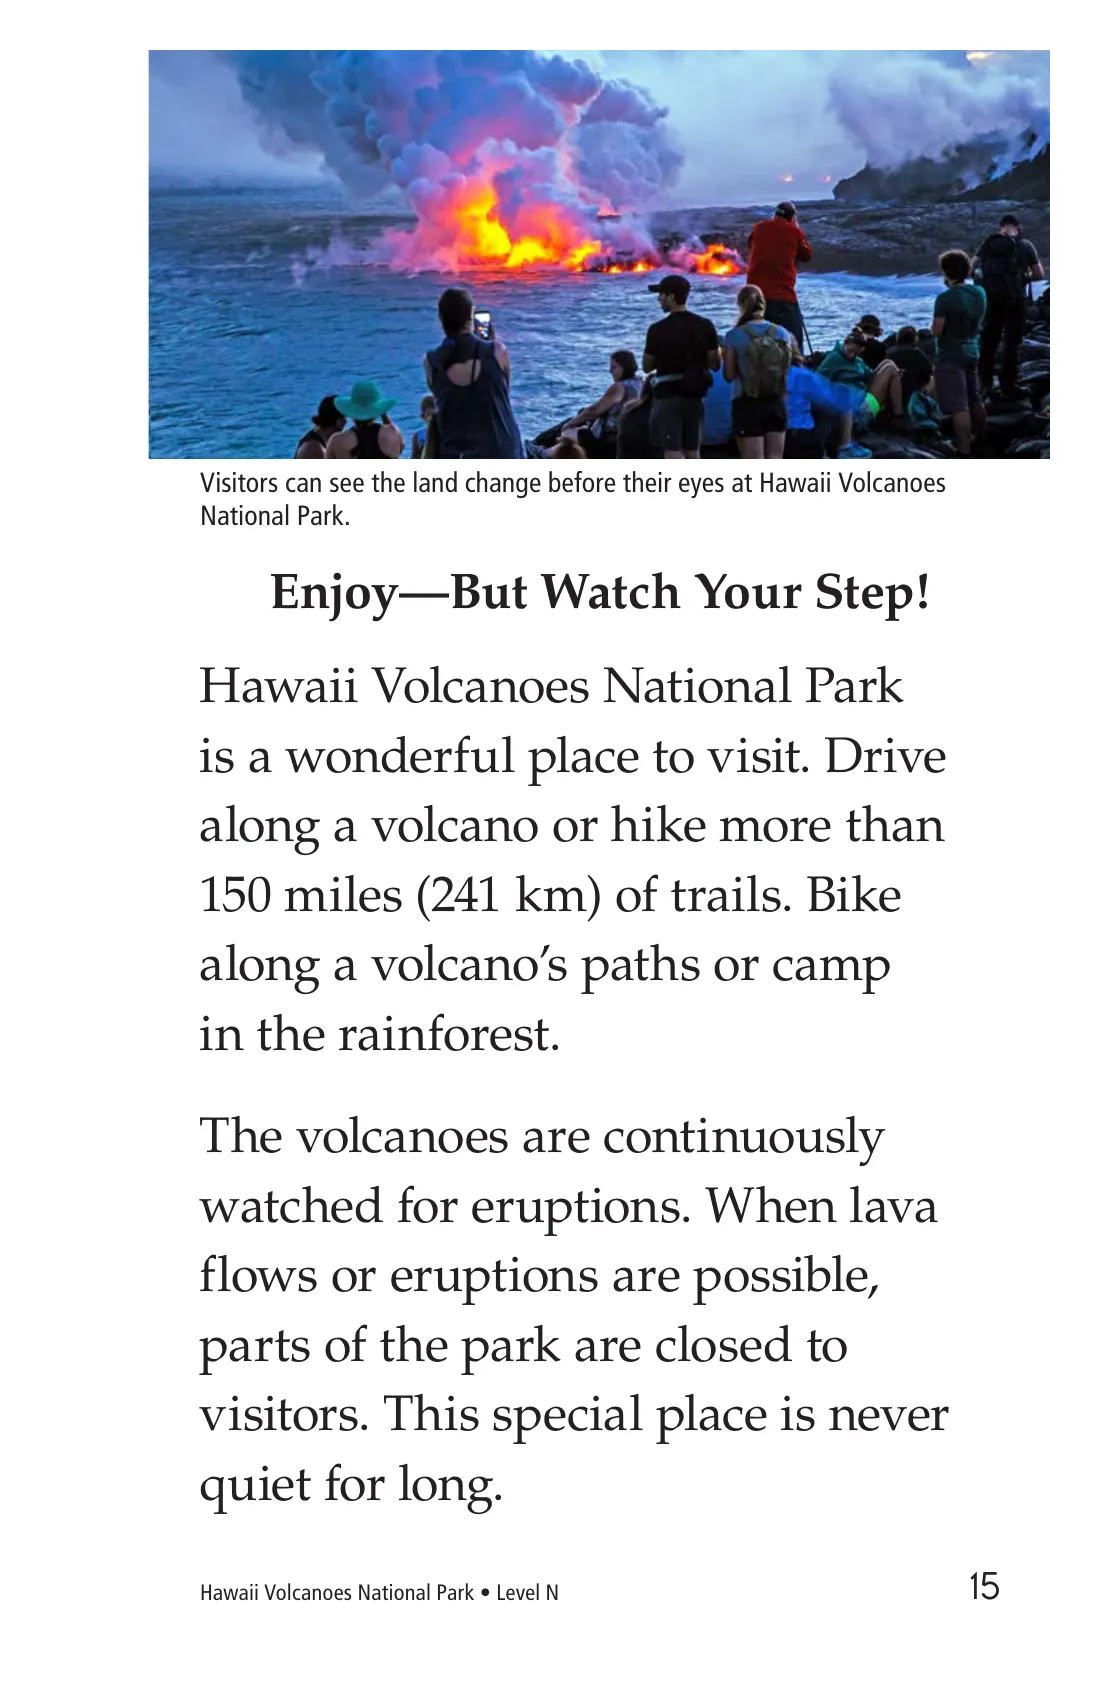 Visitors can see the land change before their eyes at Hawaii Volcanoes
National Park.
Enjoy—But Watch Your Step!
Hawaii Volcanoes National Park
is a wonderful place to visit. Drive
along a volcano or hike more than
150 miles (241 km) of trails. Bike
along a volcano’s paths or camp
in the rainforest.
The volcanoes are continuously
watched for eruptions. When lava
flows or eruptions are possible,
parts of the park are closed to
visitors. This special place is never
quiet for long.
Hawaii Volcanoes National Park • Level N
15